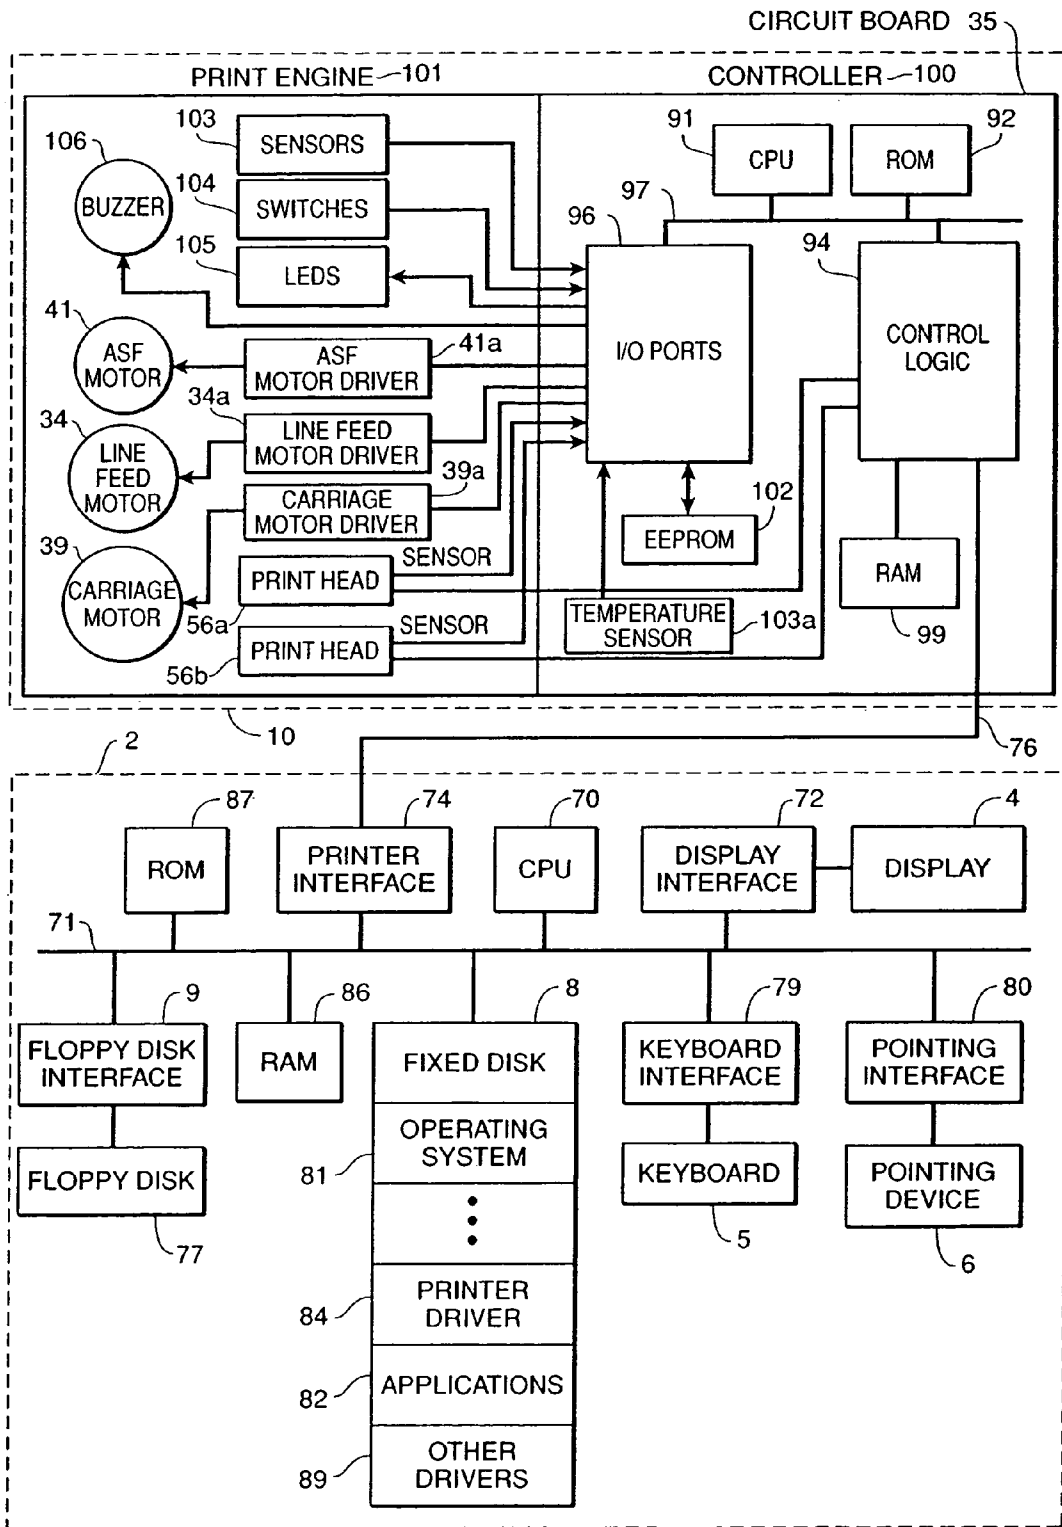 CIRCUIT BOARD 35
PRINT ENGINE 101
CONTROLLER 100
103
SENSORS
106
BUZZER
104
SWITCHES
105
LEDS
41
ASF
MOTOR
ASF
MOTOR DRIVER
41a
34
LINE
FEED
MOTOR
34a
LINE FEED
MOTOR DRIVER
39a
CARRIAGE
MOTOR DRIVER
39
CARRIAGE
MOTOR
PRINT HEAD
SENSOR
56a
PRINT HEAD
SENSOR
56b
91
CPU
92
ROM
97
96
I/O PORTS
94
CONTROL
LOGIC
102
EEPROM
TEMPERATURE
SENSOR
103a
RAM
99
10
76
2
87
ROM
74
PRINTER
INTERFACE
70
CPU
72
DISPLAY
INTERFACE
4
DISPLAY
71
9
FLOPPY DISK
INTERFACE
86
RAM
8
FIXED DISK
79
KEYBOARD
INTERFACE
80
POINTING
INTERFACE
FLOPPY DISK
77
OPERATING
SYSTEM
81
KEYBOARD
5
POINTING
DEVICE
6
PRINTER
DRIVER
84
APPLICATIONS
82
OTHER
DRIVERS
89